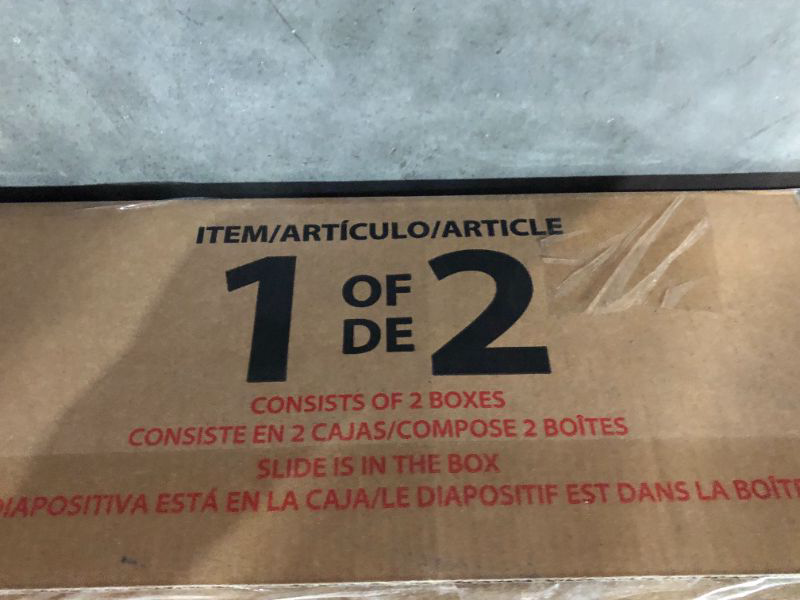 ITEM/ARTÍCULO/ARTICLE
1 OF DE 2
CONSISTS OF 2 BOXES
CONSISTE EN 2 CAJAS/COMPOSE 2 BOÎTES
SLIDE IS IN THE BOX
DIAPOSITIVA ESTÁ EN LA CAJA/LE DIAPOSITIF EST DANS LA BOÎTE